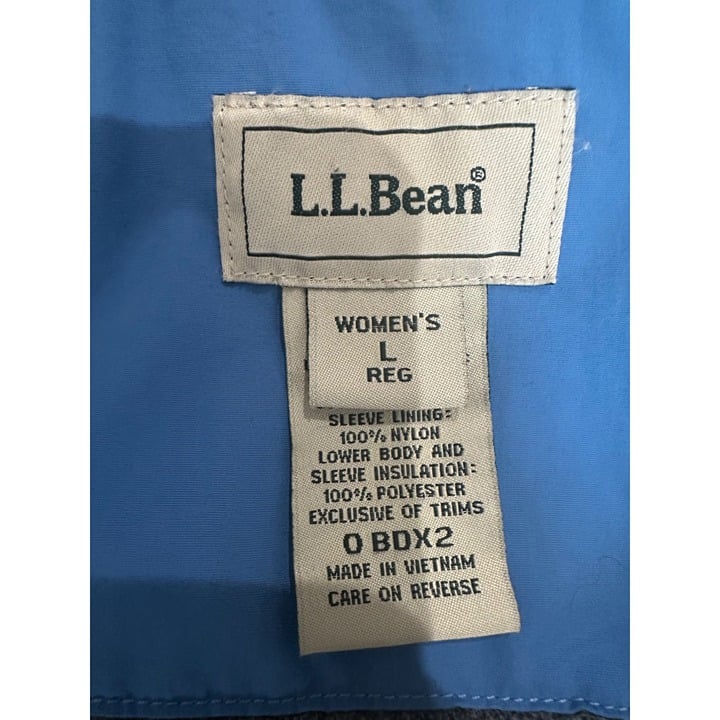 L.L.Bean®
WOMEN'S
L
REG
SLEEVE LINING:
100% NYLON
LOWER BODY AND
SLEEVE INSULATION:
100% POLYESTER
EXCLUSIVE OF TRIMS
0 BDX2
MADE IN VIETNAM
CARE ON REVERSE